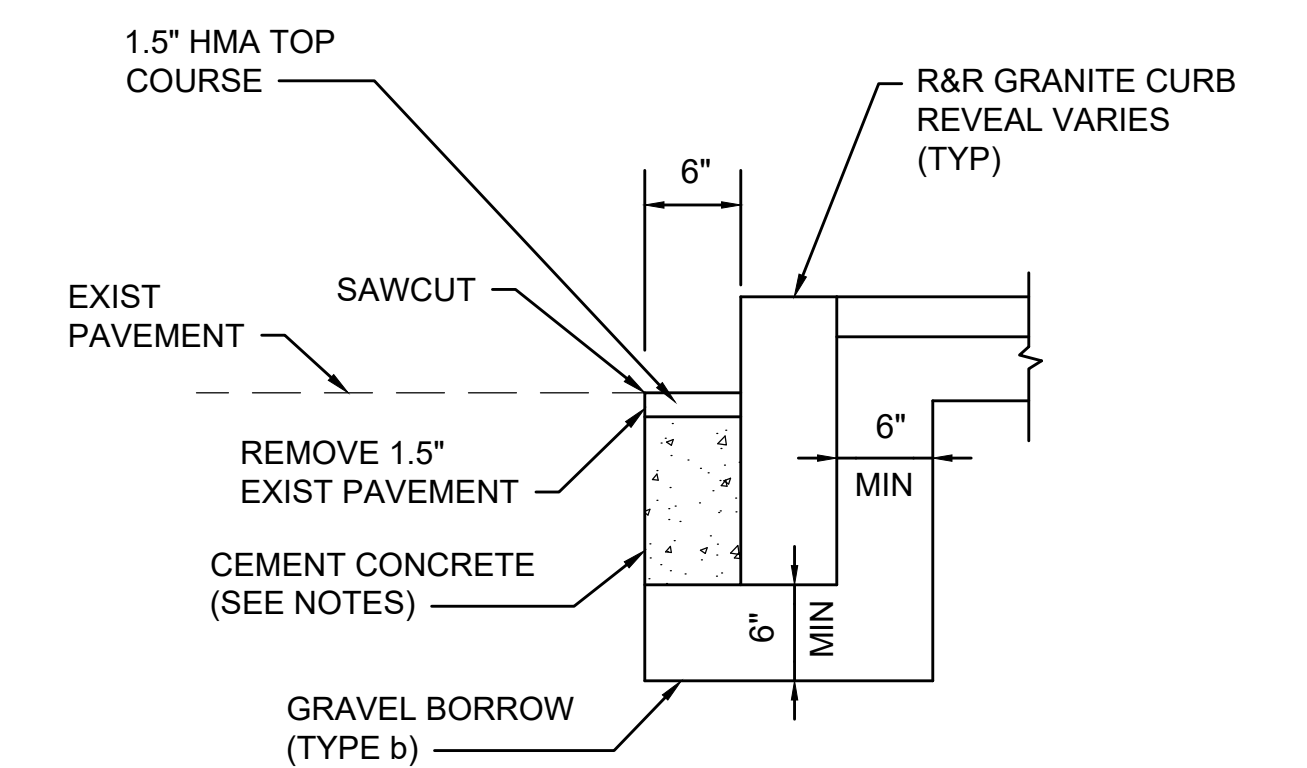 1.5" HMA TOP
COURSE
R&R GRANITE CURB
REVEAL VARIES
(TYP)
6"
EXIST
PAVEMENT
SAWCUT
6"
MIN
REMOVE 1.5"
EXIST PAVEMENT
CEMENT CONCRETE
(SEE NOTES)
6"
MIN
GRAVEL BORROW
(TYPE b)